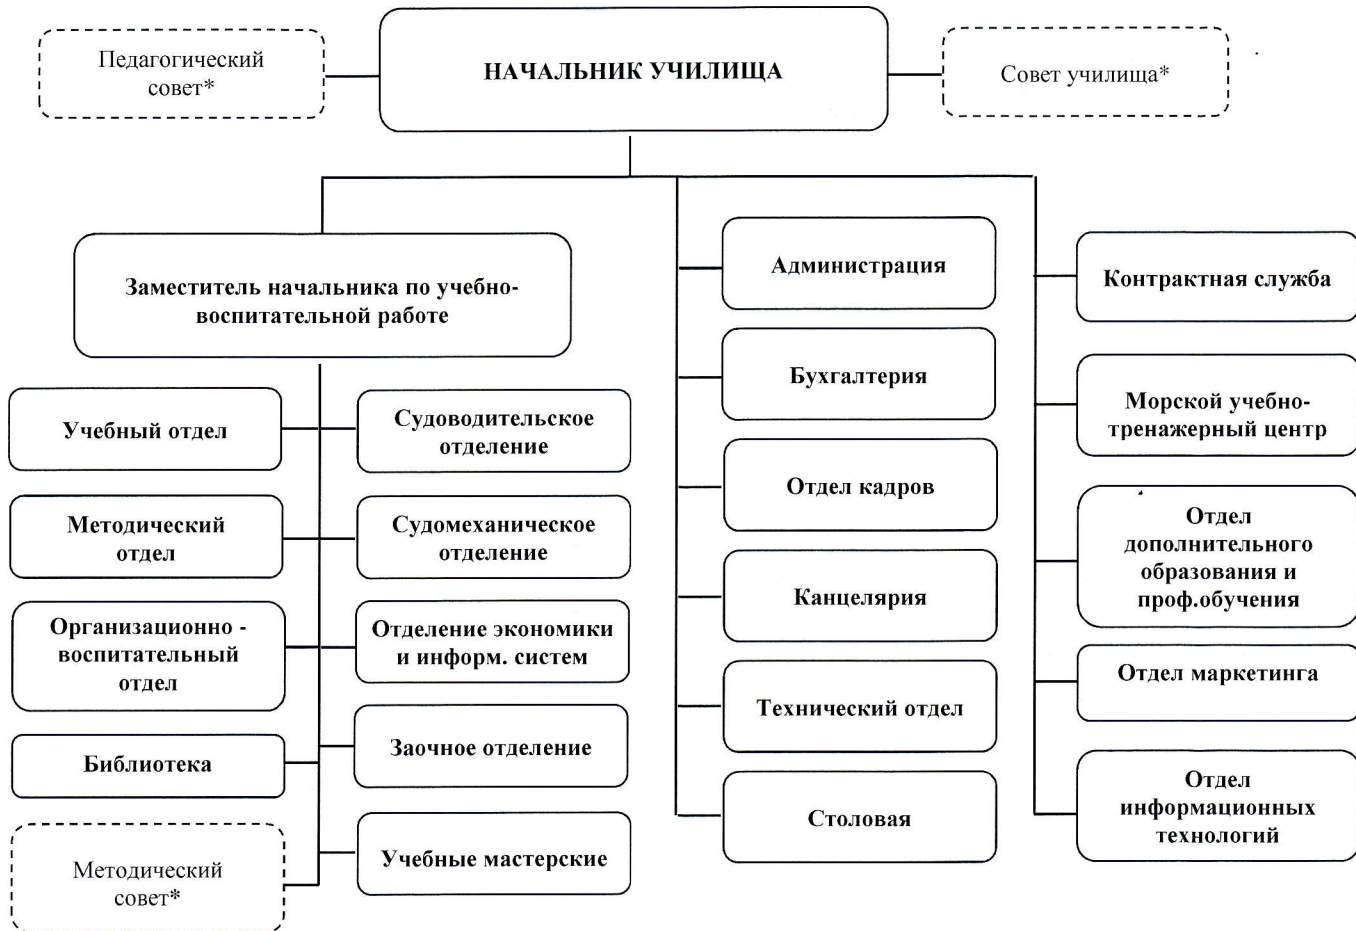 Педагогический
совет*
НАЧАЛЬНИК УЧИЛИЩА
Совет училища*
Заместитель начальника по учебно-
воспитательной работе
Учебный отдел
Методический
отдел
Организационно -
воспитательный
отдел
Библиотека
Методический
совет*
Судоводительское
отделение
Судомеханическое
отделение
Отделение экономики
и информ. систем
Заочное отделение
Учебные мастерские
Администрация
Бухгалтерия
Отдел кадров
Канцелярия
Технический отдел
Столовая
Контрактная служба
Морской учебно-
тренажерный центр
Отдел
дополнительного
образования и
проф.обучения
Отдел маркетинга
Отдел
информационных
технологий